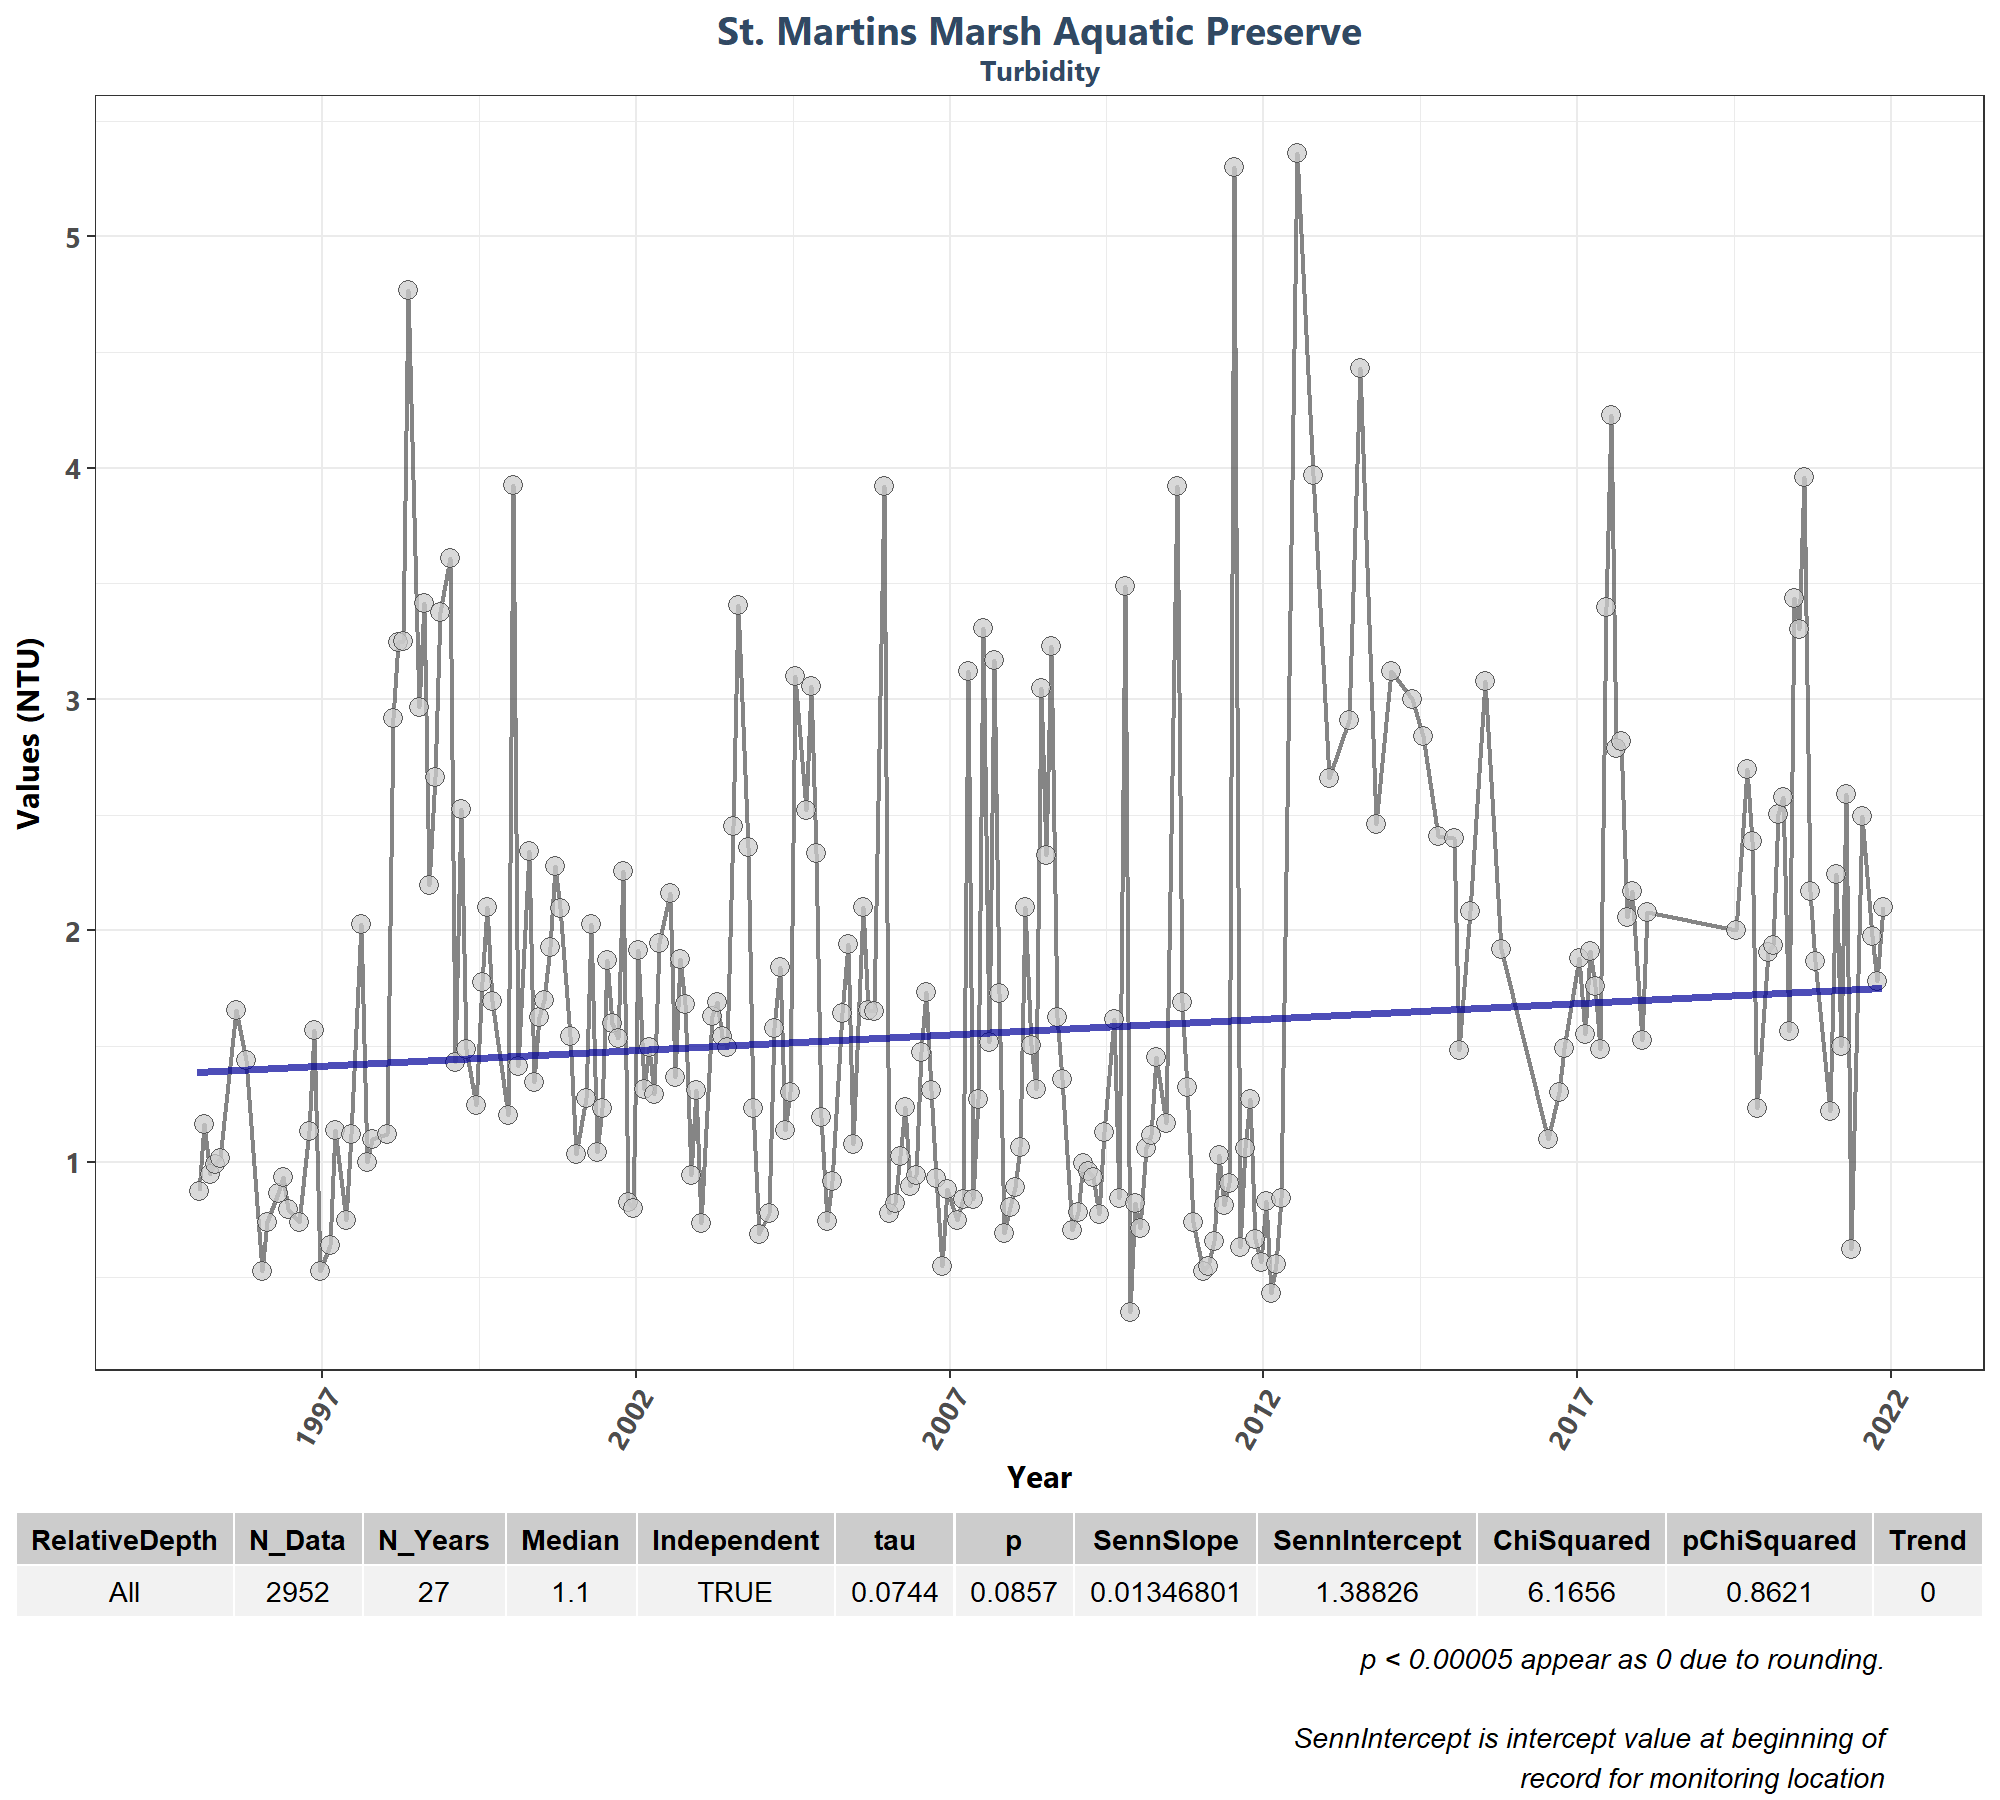 St. Martins Marsh Aquatic Preserve
Turbidity
Values (NTU)
5
4
3
2
1
1997 2002 2007 2012 2017 2022
Year
RelativeDepth N_Data N_Years Median Independent tau p SennSlope SennIntercept ChiSquared pChiSquared Trend
All 2952 27 1.1 TRUE 0.0744 0.0857 0.01346801 1.38826 6.1656 0.8621 0
p < 0.00005 appear as 0 due to rounding.
SennIntercept is intercept value at beginning of
record for monitoring location